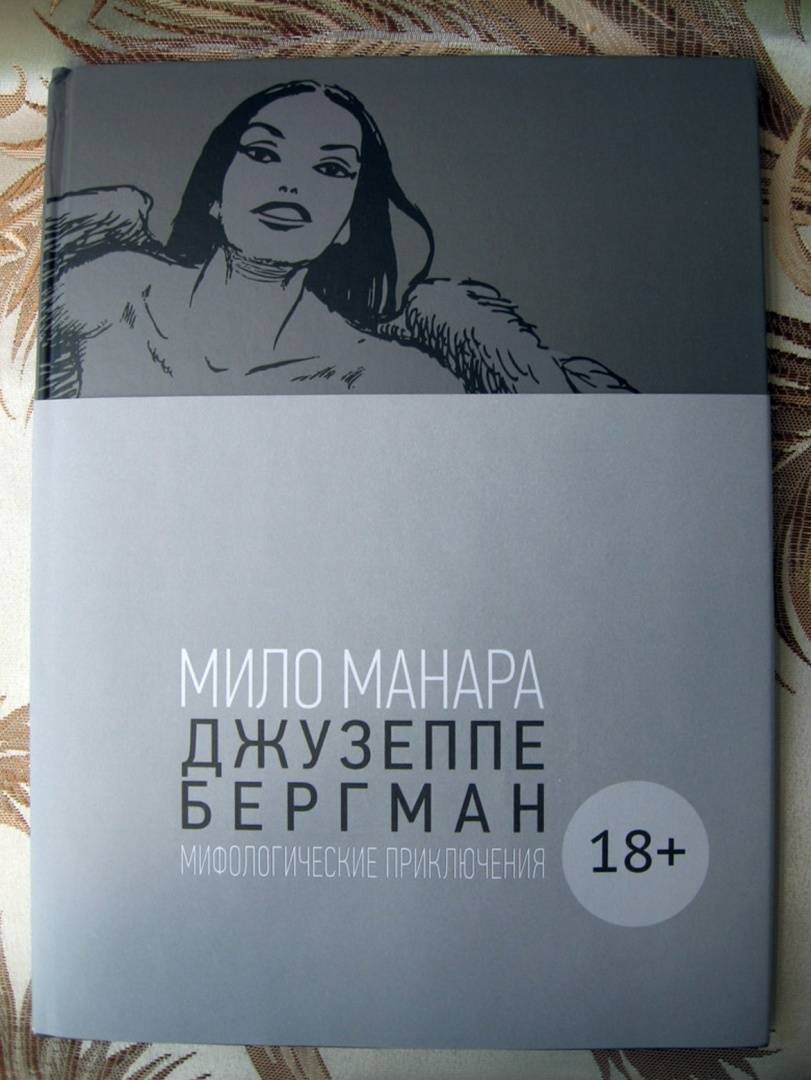 МИЛО МАНАРА
ДЖУЗЕППЕ
БЕРГМАН
МИФОЛОГИЧЕСКИЕ ПРИКЛЮЧЕНИЯ
18+